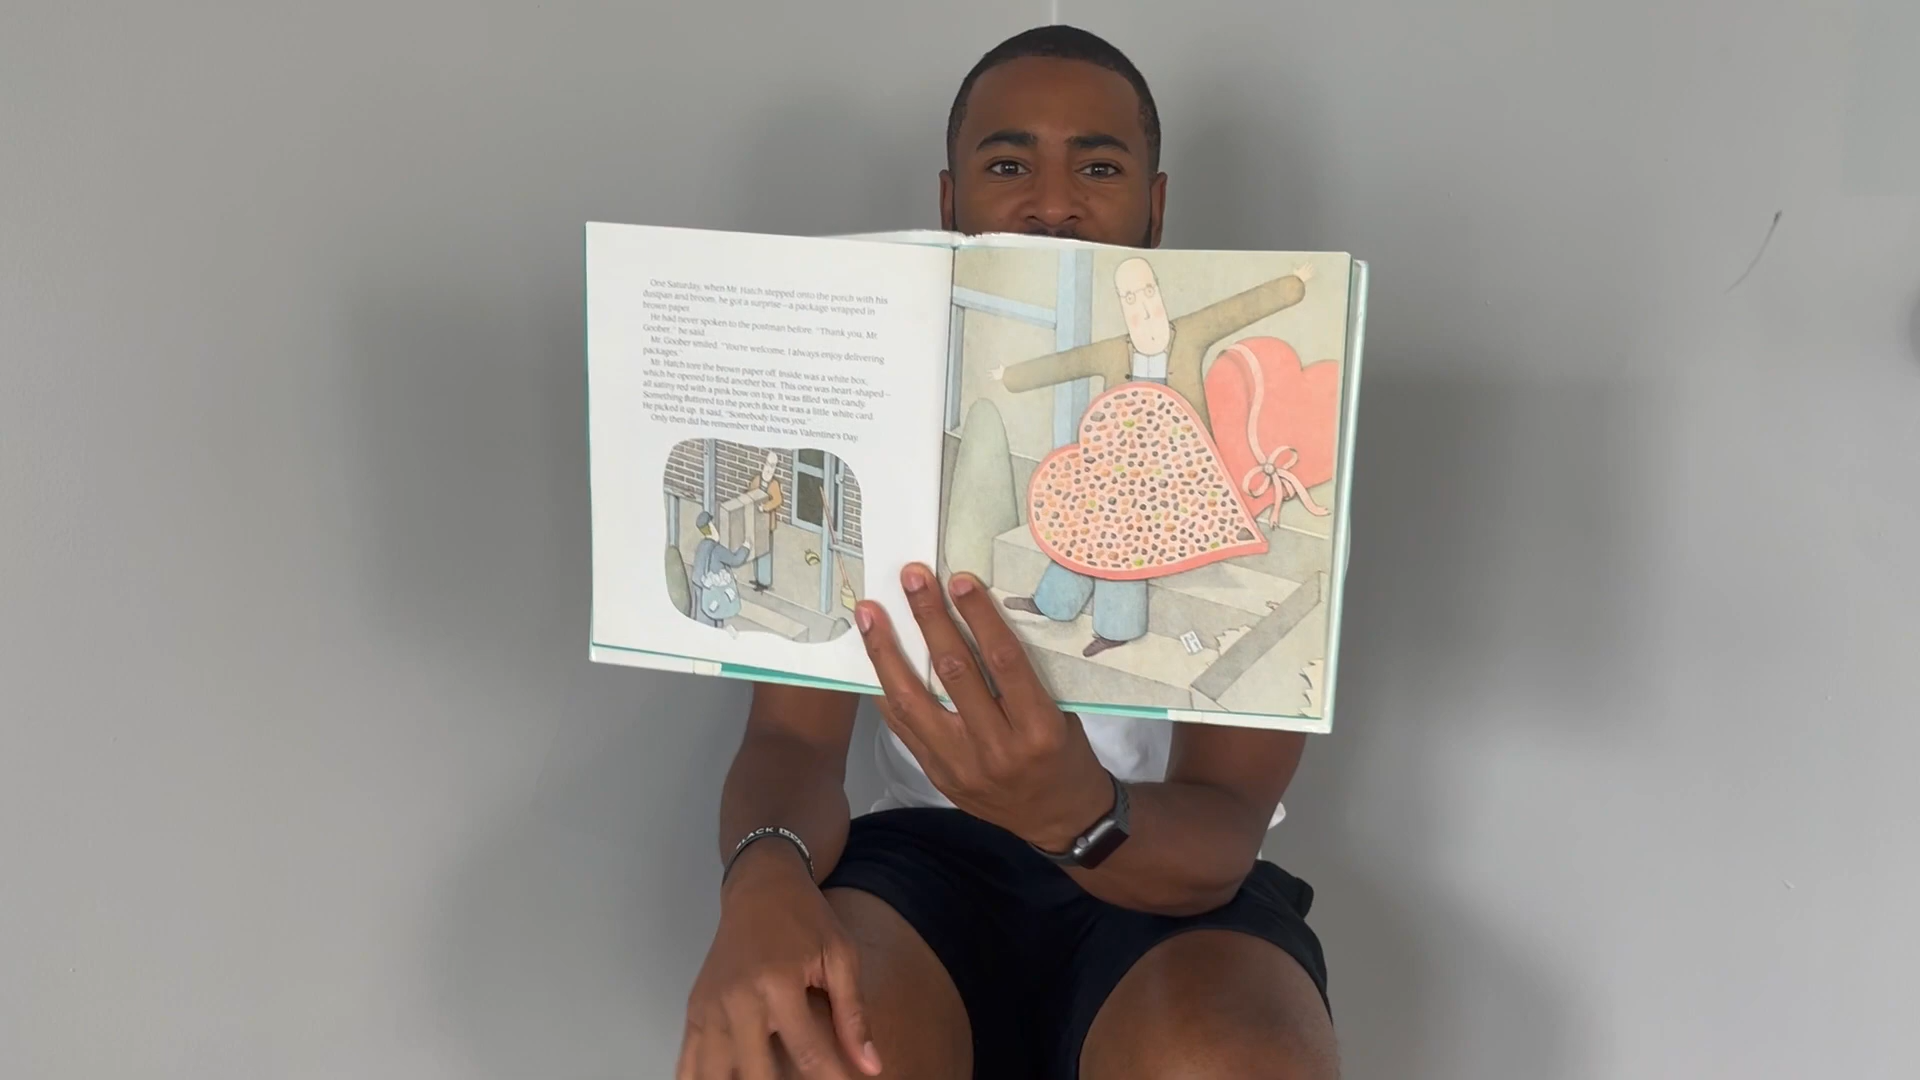 One Saturday, when Mr. Hatch stepped onto the porch with his
dustpan and broom, he got a surprise—a package wrapped in
brown paper.
He had never spoken to the postman before. "Thank you, Mr.
Goober," he said.
Mr. Goober smiled. "You're welcome. I always enjoy delivering
packages."
Mr. Hatch tore the brown paper off. Inside was a white box,
which he opened to find another box. This one was heart-shaped—
all satiny red with a pink bow on top. It was filled with candy.
Something fluttered to the porch floor. It was a little white card.
He picked it up. It said, "Somebody loves you."
Only then did he remember that this was Valentine's Day.